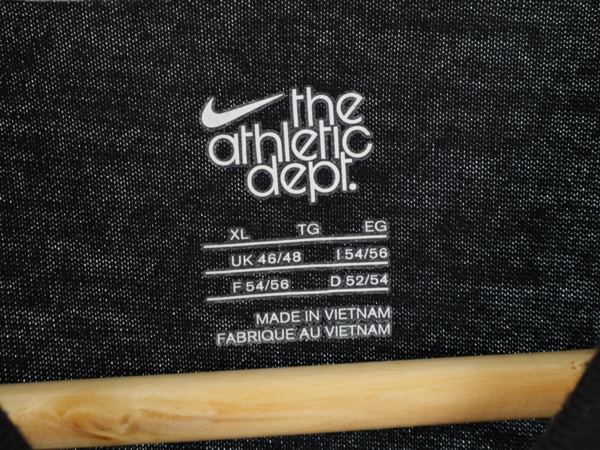 the
athletic
dept.
XL TG EG
UK 46/48 I 54/56
F 54/56 D 52/54
MADE IN VIETNAM
FABRIQUE AU VIETNAM